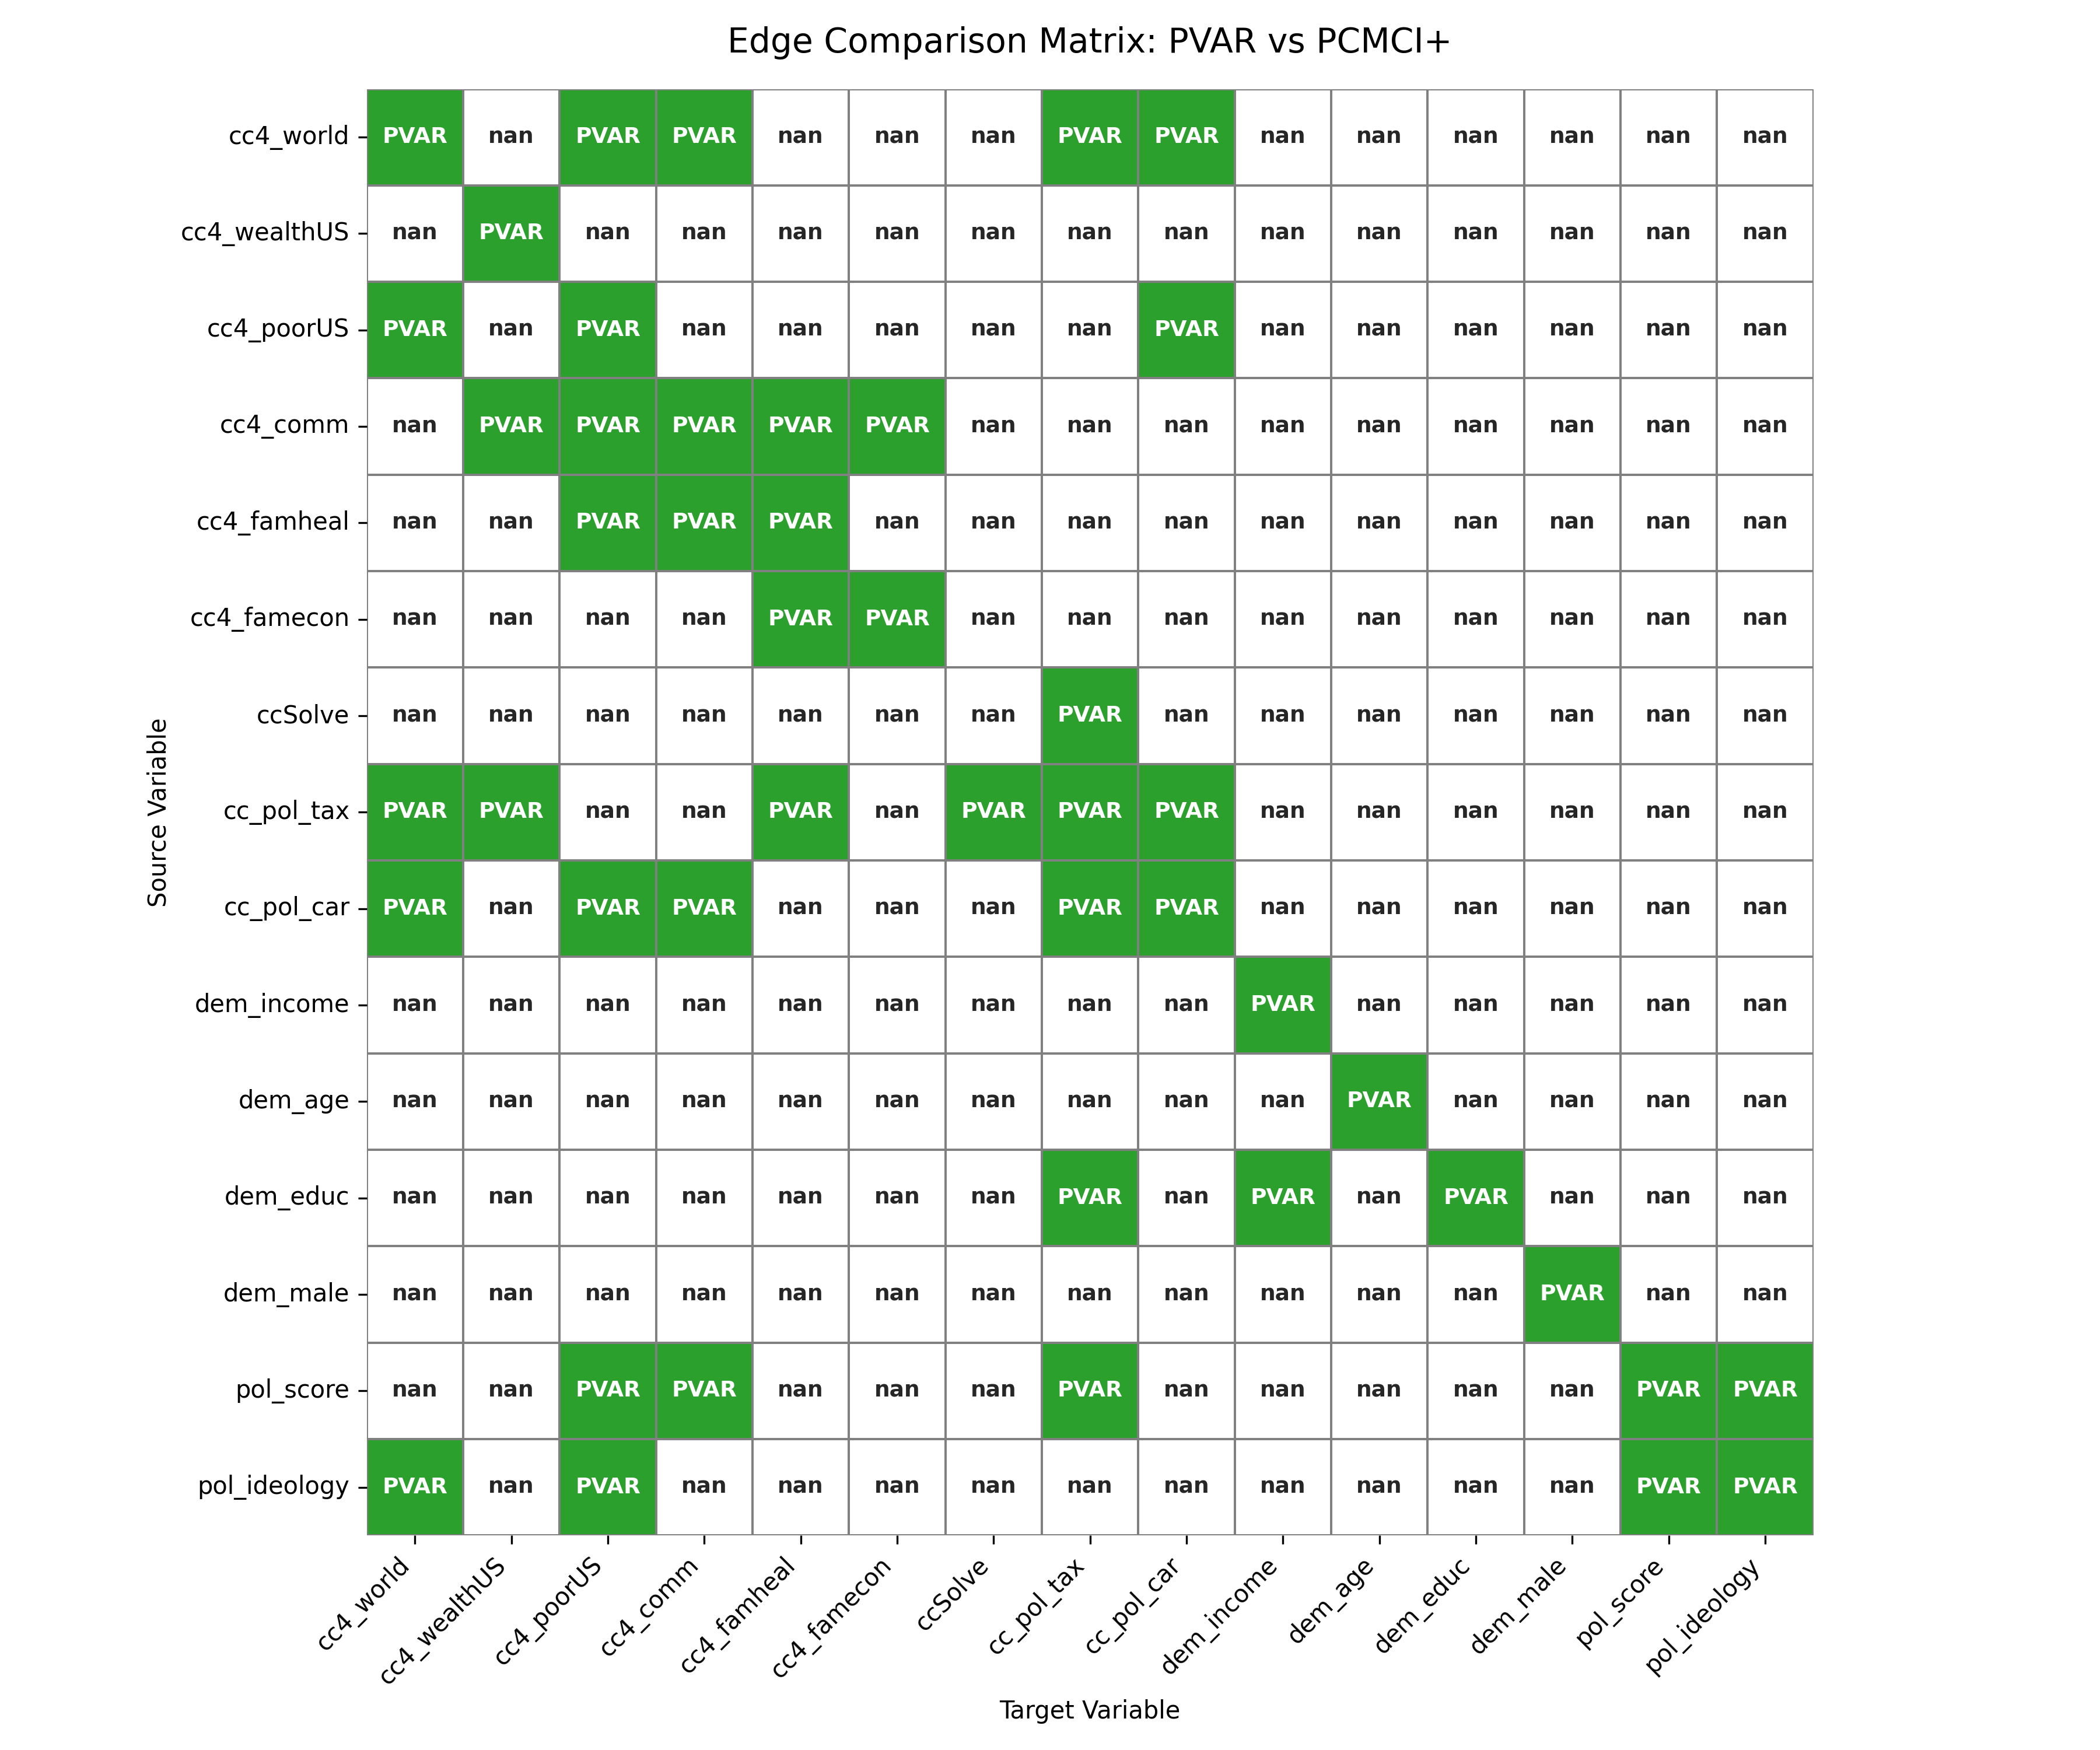 Edge Comparison Matrix: PVAR vs PCMCI+
cc4_world PVAR nan PVAR PVAR nan nan nan PVAR PVAR nan nan nan nan nan nan
cc4_wealthUS nan PVAR nan nan nan nan nan nan nan nan nan nan nan nan nan
cc4_poorUS PVAR nan PVAR nan nan nan nan nan PVAR nan nan nan nan nan nan
cc4_comm nan PVAR PVAR PVAR PVAR PVAR nan nan nan nan nan nan nan nan nan
cc4_famheal nan nan PVAR PVAR PVAR nan nan nan nan nan nan nan nan nan nan
cc4_famecon nan nan nan nan PVAR PVAR nan nan nan nan nan nan nan nan nan
ccSolve nan nan nan nan nan nan nan PVAR nan nan nan nan nan nan nan
cc_pol_tax PVAR PVAR nan nan PVAR nan PVAR PVAR PVAR nan nan nan nan nan nan
cc_pol_car PVAR nan PVAR PVAR nan nan nan PVAR PVAR nan nan nan nan nan nan
dem_income nan nan nan nan nan nan nan nan nan PVAR nan nan nan nan nan
dem_age nan nan nan nan nan nan nan nan nan nan PVAR nan nan nan nan
dem_educ nan nan nan nan nan nan nan PVAR nan PVAR nan PVAR nan nan nan
dem_male nan nan nan nan nan nan nan nan nan nan nan nan PVAR nan nan
pol_score nan nan PVAR PVAR nan nan nan PVAR nan nan nan nan nan PVAR PVAR
pol_ideology PVAR nan PVAR nan nan nan nan nan nan nan nan nan nan PVAR PVAR
Source Variable
cc4_world cc4_wealthUS cc4_poorUS cc4_comm cc4_famheal cc4_famecon ccSolve cc_pol_tax cc_pol_car dem_income dem_age dem_educ dem_male pol_score pol_ideology
Target Variable